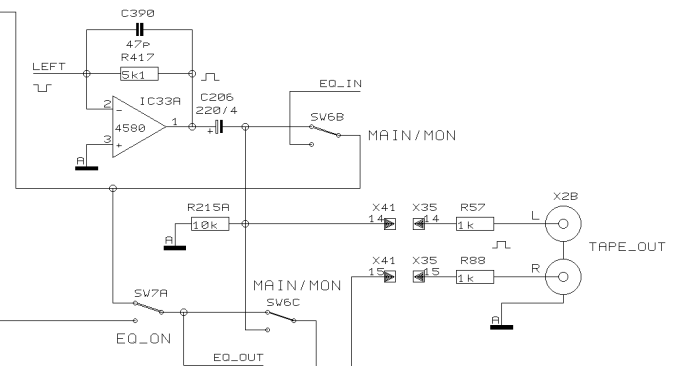 C390
47p
R417
LEFT
5k1
EQ_IN
IC33A
C206
220/4
2
-
4580
1
+
SW6B
MAIN/MON
3
+
A
X2B
R215A
X41
X35
R57
10k
14
14
1k
L
A
TAPE_OUT
X41
X35
R88
R
15
15
1k
MAIN/MON
SW7A
SW6C
A
EQ_ON
EQ_OUT